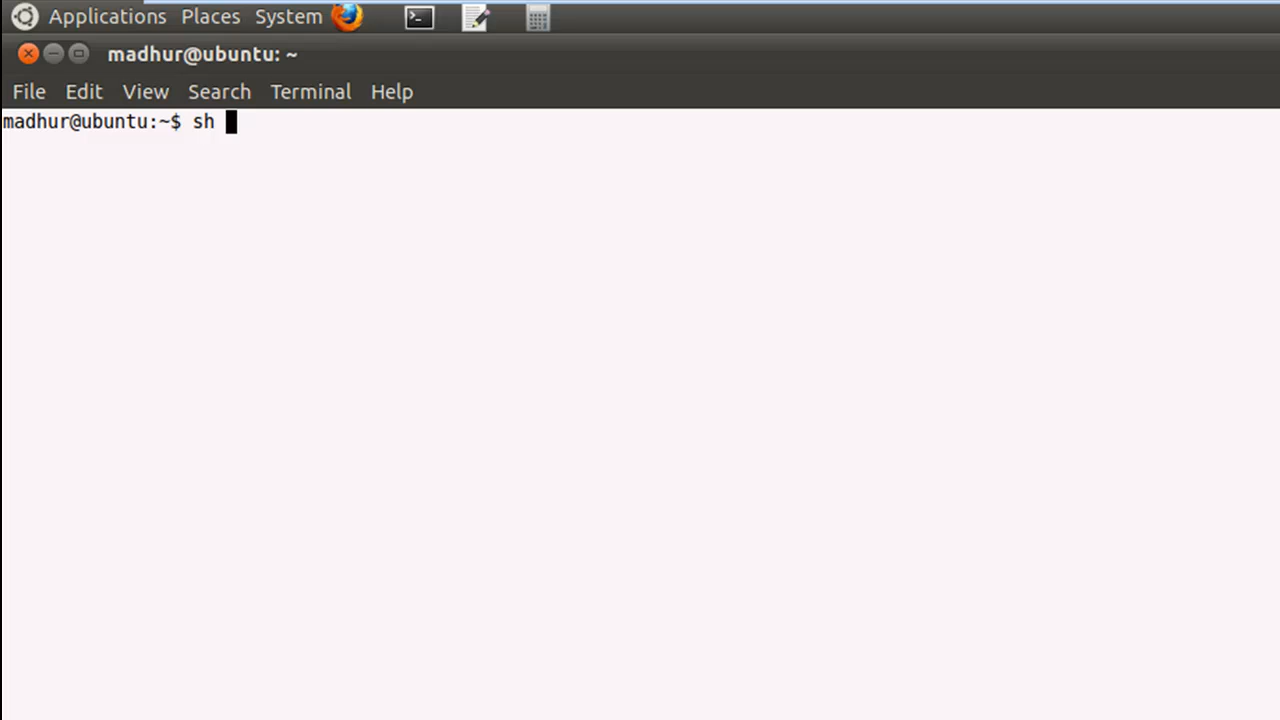 Applications Places System
madhur@ubuntu: ~
File Edit View Search Terminal Help
madhur@ubuntu:~$ sh